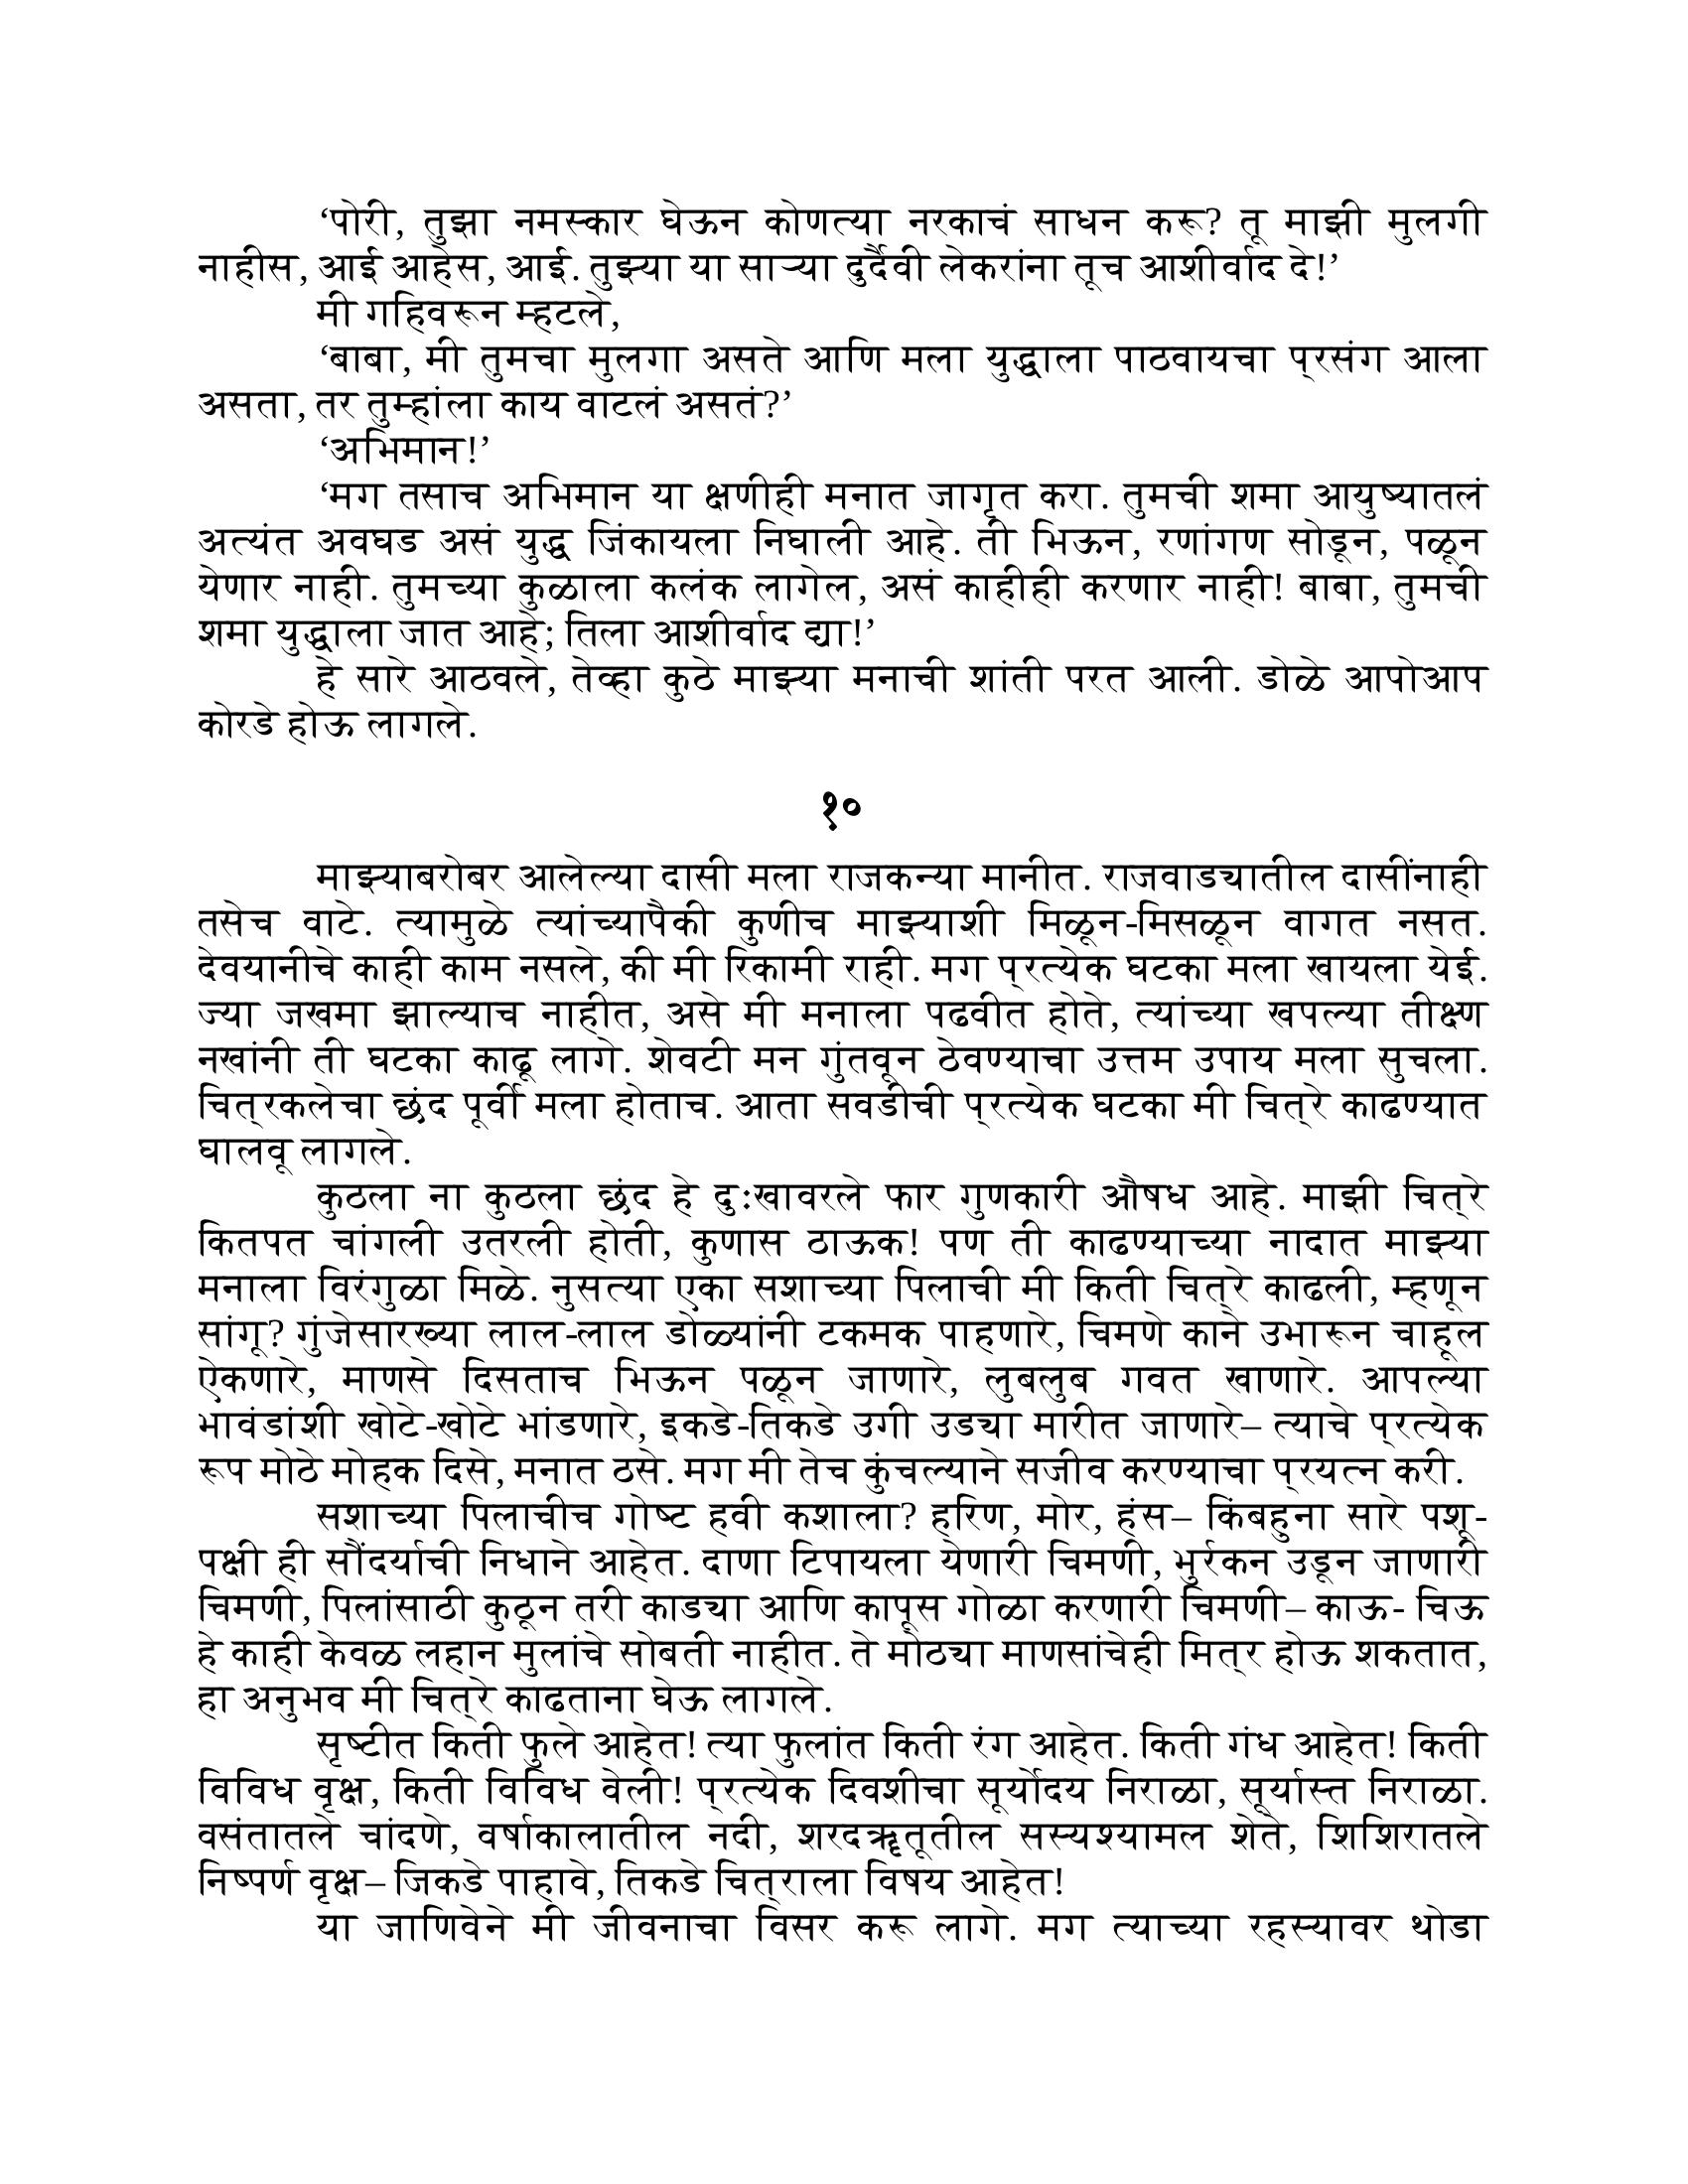 ‘पोरी, तुझा नमस्कार घेऊन कोणत्या नरकाचं साधन करू? तू माझी मुलगी
नाहीस, आई आहेस, आई. तुझ्या या साऱ्या दुर्दैवी लेकरांना तूच आशीर्वाद दे!’
मी गहिवरून म्हटले,
‘बाबा, मी तुमचा मुलगा असते आणि मला युद्धाला पाठवायचा प्रसंग आला
असता, तर तुम्हांला काय वाटलं असतं?’
‘अभिमान!’
‘मग तसाच अभिमान या क्षणीही मनात जागृत करा. तुमची शमा आयुष्यातलं
अत्यंत अवघड असं युद्ध जिंकायला निघाली आहे. ती भिऊन, रणांगण सोडून, पळून
येणार नाही. तुमच्या कुळाला कलंक लागेल, असं काहीही करणार नाही! बाबा, तुमची
शमा युद्धाला जात आहे; तिला आशीर्वाद द्या!’
हे सारे आठवले, तेव्हा कुठे माझ्या मनाची शांती परत आली. डोळे आपोआप
कोरडे होऊ लागले.
१०
माझ्याबरोबर आलेल्या दासी मला राजकन्या मानीत. राजवाड्यातील दासींनाही
तसेच वाटे. त्यामुळे त्यांच्यापैकी कुणीच माझ्याशी मिळून-मिसळून वागत नसत.
देवयानीचे काही काम नसले, की मी रिकामी राही. मग प्रत्येक घटका मला खायला येई.
ज्या जखमा झाल्याच नाहीत, असे मी मनाला पढवीत होते, त्यांच्या खपल्या तीक्ष्ण
नखांनी ती घटका काढू लागे. शेवटी मन गुंतवून ठेवण्याचा उत्तम उपाय मला सुचला.
चित्रकलेचा छंद पूर्वी मला होताच. आता सवडीची प्रत्येक घटका मी चित्रे काढण्यात
घालवू लागले.
कुठला ना कुठला छंद हे दुःखावरले फार गुणकारी औषध आहे. माझी चित्रे
कितपत चांगली उतरली होती, कुणास ठाऊक! पण ती काढण्याच्या नादात माझ्या
मनाला विरंगुळा मिळे. नुसत्या एका सशाच्या पिलाची मी किती चित्रे काढली, म्हणून
सांगू? गुंजेसारख्या लाल-लाल डोळ्यांनी टकमक पाहणारे, चिमणे काने उभारून चाहूल
ऐकणारे, माणसे दिसताच भिऊन पळून जाणारे, लुबलुब गवत खाणारे. आपल्या
भावंडांशी खोटे-खोटे भांडणारे, इकडे-तिकडे उगी उड्या मारीत जाणारे– त्याचे प्रत्येक
रूप मोठे मोहक दिसे, मनात ठसे. मग मी तेच कुंचल्याने सजीव करण्याचा प्रयत्न करी.
सशाच्या पिलाचीच गोष्ट हवी कशाला? हरिण, मोर, हंस– किंबहुना सारे पशू-
पक्षी ही सौंदर्याची निधाने आहेत. दाणा टिपायला येणारी चिमणी, भुर्रकन उडून जाणारी
चिमणी, पिलांसाठी कुठून तरी काड्या आणि कापूस गोळा करणारी चिमणी– काऊ- चिऊ
हे काही केवळ लहान मुलांचे सोबती नाहीत. ते मोठ्या माणसांचेही मित्र होऊ शकतात,
हा अनुभव मी चित्रे काढताना घेऊ लागले.
सृष्टीत किती फुले आहेत! त्या फुलांत किती रंग आहेत. किती गंध आहेत! किती
विविध वृक्ष, किती विविध वेली! प्रत्येक दिवशीचा सूर्योदय निराळा, सूर्यास्त निराळा.
वसंतातले चांदणे, वर्षाकालातील नदी, शरदॠतूतील सस्यश्यामल शेते, शिशिरातले
निष्पर्ण वृक्ष– जिकडे पाहावे, तिकडे चित्राला विषय आहेत!
या जाणिवेने मी जीवनाचा विसर करू लागे. मग त्याच्या रहस्यावर थोडा